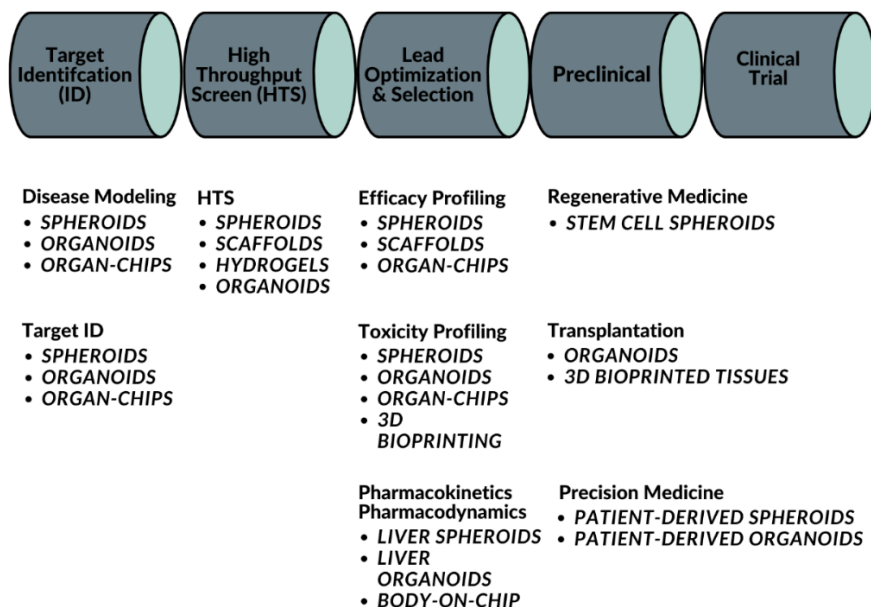 Target
Identifcation
(ID)
High
Throughput
Screen (HTS)
Lead
Optimization
& Selection
Preclinical
Clinical
Trial
Disease Modeling
• SPHEROIDS
• ORGANOIDS
• ORGAN-CHIPS
Target ID
• SPHEROIDS
• ORGANOIDS
• ORGAN-CHIPS
HTS
• SPHEROIDS
• SCAFFOLDS
• HYDROGELS
• ORGANOIDS
Efficacy Profiling
• SPHEROIDS
• SCAFFOLDS
• ORGAN-CHIPS
Toxicity Profiling
• SPHEROIDS
• ORGANOIDS
• ORGAN-CHIPS
• 3D
BIOPRINTING
Pharmacokinetics
Pharmacodynamics
• LIVER SPHEROIDS
• LIVER
ORGANOIDS
• BODY-ON-CHIP
Regenerative Medicine
• STEM CELL SPHEROIDS
Transplantation
• ORGANOIDS
• 3D BIOPRINTED TISSUES
Precision Medicine
• PATIENT-DERIVED SPHEROIDS
• PATIENT-DERIVED ORGANOIDS